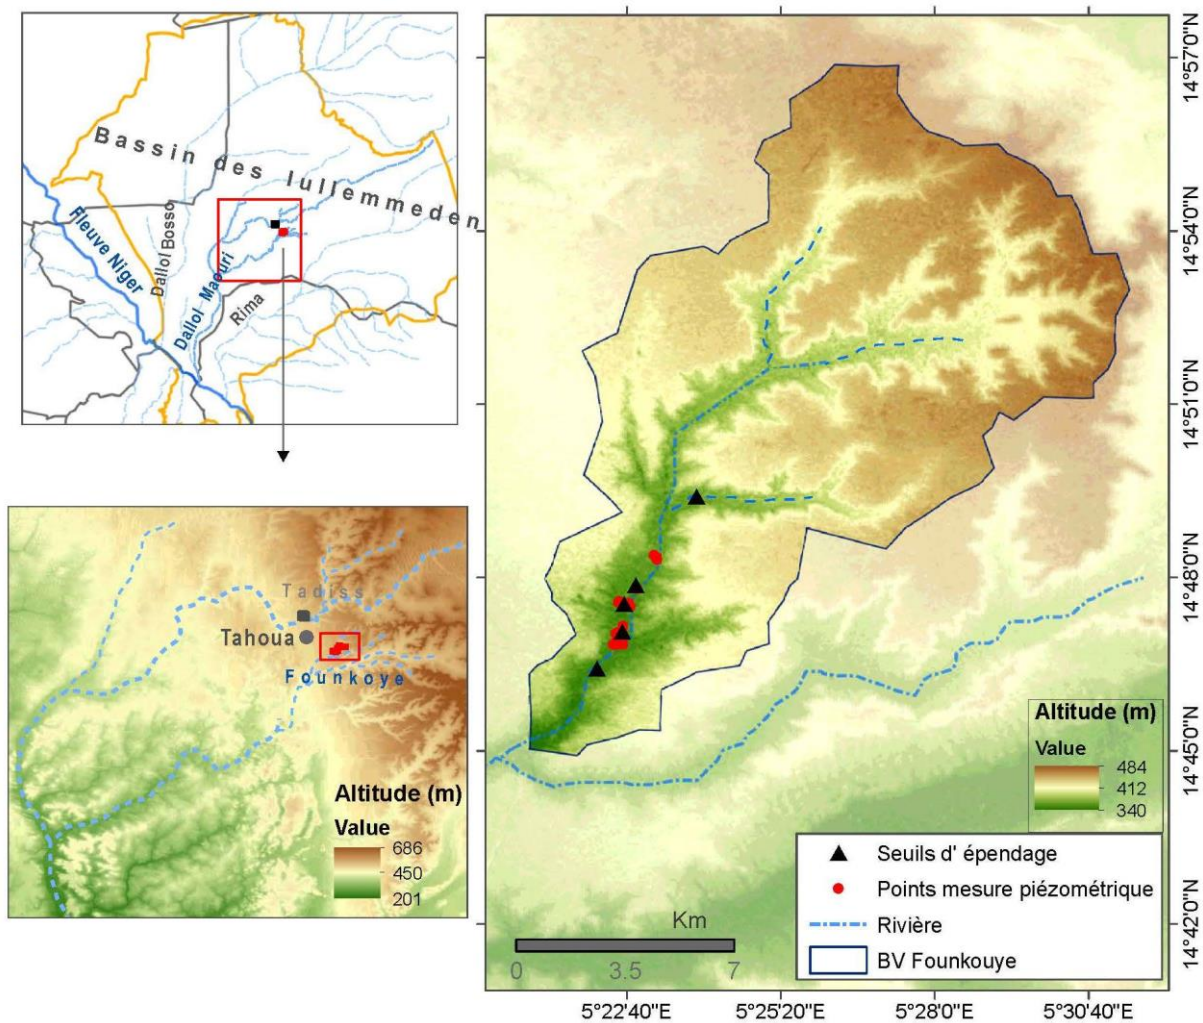 Bassin des Iullemmeden
Fleuve Niger
Dallol Bosso
Dallol Maouri
Rima
Tadiss
Tahoua
Founkoye
Altitude (m)
Value
686
450
201
14°57'0"N
14°54'0"N
14°51'0"N
14°48'0"N
14°45'0"N
14°42'0"N
Altitude (m)
Value
484
412
340
Seuils d' épendage
Points mesure piézométrique
Rivière
BV Founkouye
Km
0 3.5 7
5°22'40"E 5°25'20"E 5°28'0"E 5°30'40"E